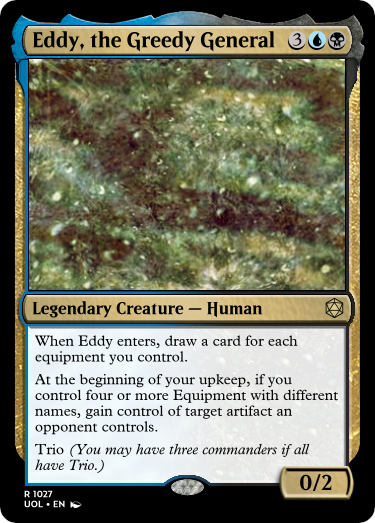 Eddy, the Greedy General 3
Legendary Creature — Human
When Eddy enters, draw a card for each
equipment you control.
At the beginning of your upkeep, if you
control four or more Equipment with different
names, gain control of target artifact an
opponent controls.
Trio (You may have three commanders if all
have Trio.)
0/2
R 1027
UOL • EN